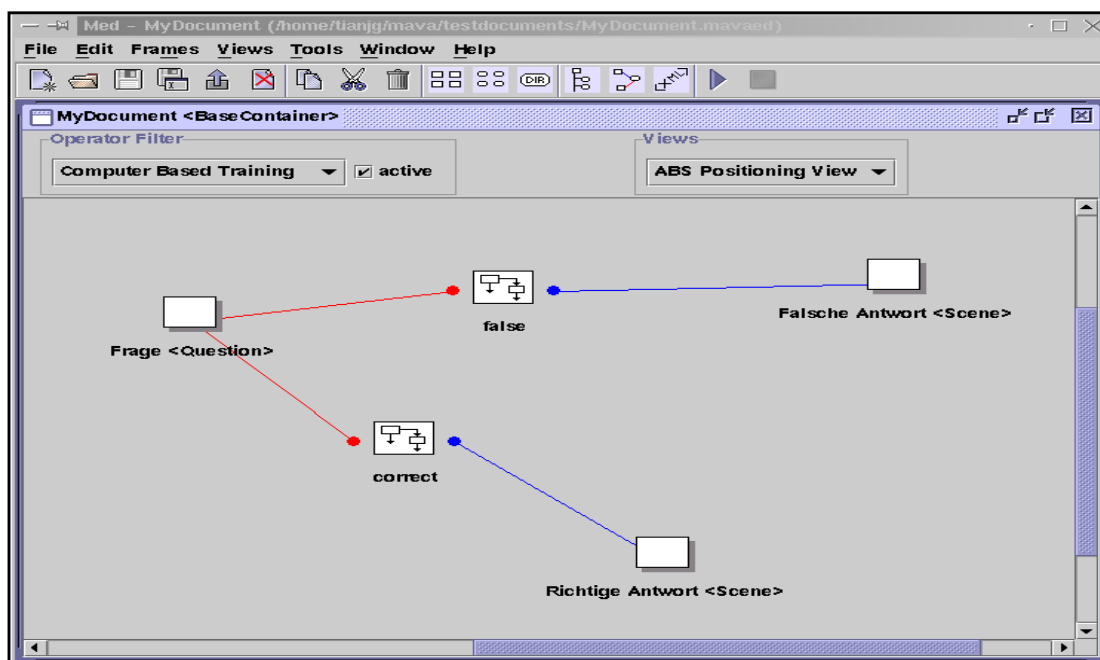 Med - MyDocument (/home/tianjg/mava/testdocuments/MyDocument.mavaed)
File Edit Frames Views Tools Window Help
DIR
MyDocument <BaseContainer>
Operator Filter
Views
Computer Based Training
active
ABS Positioning View
false
Falsche Antwort <Scene>
Frage <Question>
correct
Richtige Antwort <Scene>